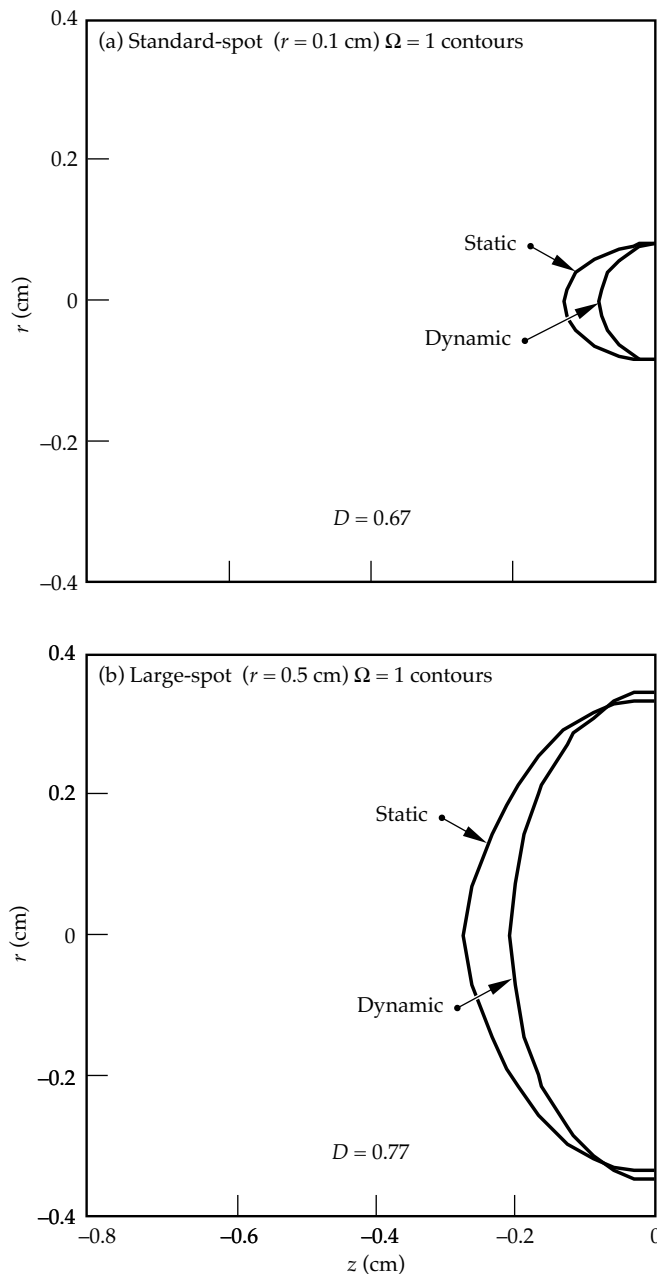 0.4
(a) Standard-spot (r = 0.1 cm) Ω = 1 contours
0.2
Static
r (cm)
0
Dynamic
–0.2
D = 0.67
–0.4
0.4
(b) Large-spot (r = 0.5 cm) Ω = 1 contours
0.2
Static
r (cm)
0
Dynamic
–0.2
D = 0.77
–0.4
–0.8 –0.6 –0.4 –0.2 0
z (cm)